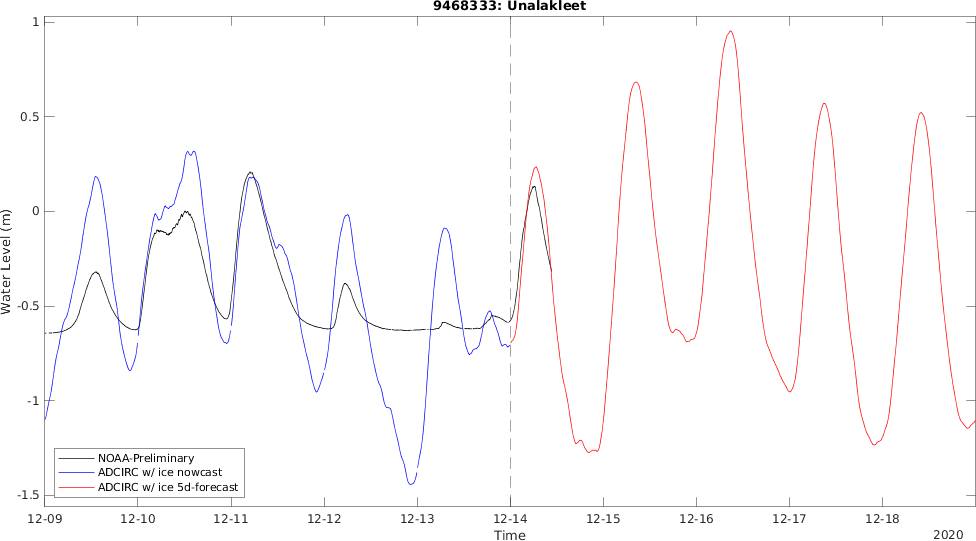 9468333: Unalakleet
1
0.5
0
-0.5
-1
-1.5
Water Level (m)
NOAA-Preliminary
ADCIRC w/ ice nowcast
ADCIRC w/ ice 5d-forecast
12-09 12-10 12-11 12-12 12-13 12-14 12-15 12-16 12-17 12-18
Time
2020